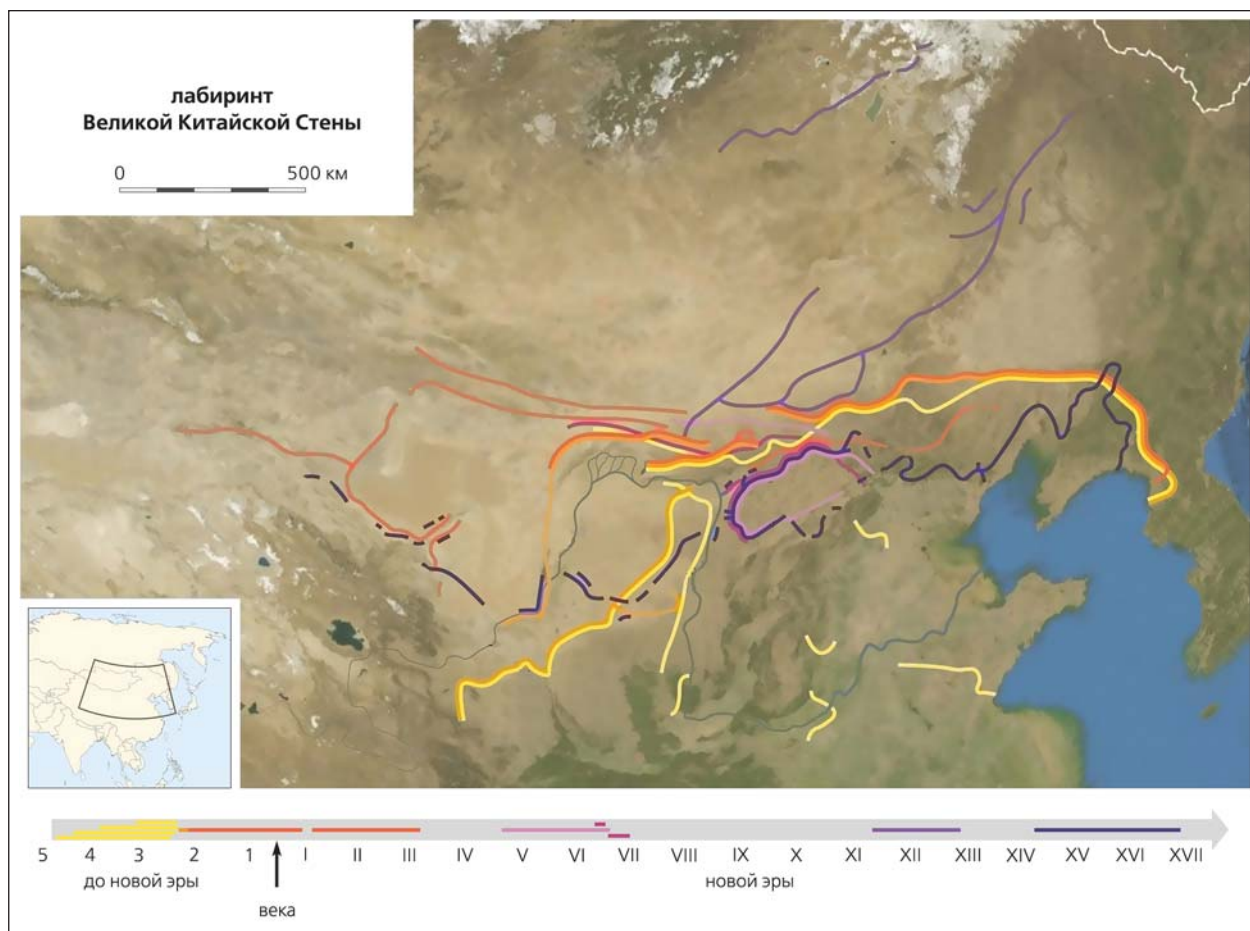 лабиринт
Великой Китайской Стены
0 500 км
5 4 3 2 1 I II III IV V VI VII VIII IX X XI XII XIII XIV XV XVI XVII
до новой эры новой эры
века